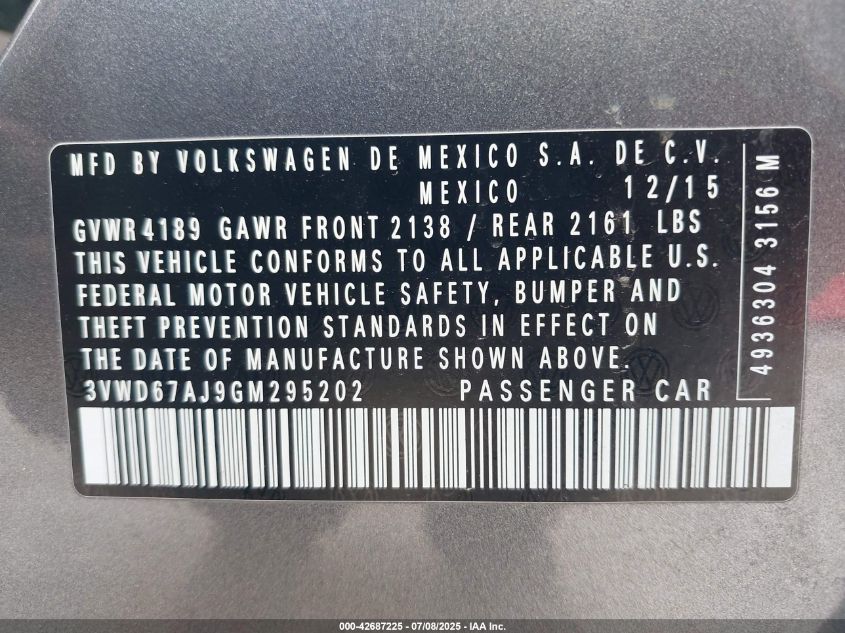 MFD BY VOLKSWAGEN DE MEXICO S.A. DE C.V.
MEXICO 12/15
GVWR 4189 GAWR FRONT 2138 / REAR 2161 LBS
THIS VEHICLE CONFORMS TO ALL APPLICABLE U.S.
FEDERAL MOTOR VEHICLE SAFETY, BUMPER AND
THEFT PREVENTION STANDARDS IN EFFECT ON
THE DATE OF MANUFACTURE SHOWN ABOVE.
3VWD67AJ9GM295202 PASSENGER CAR
4936304 3156 M
000-42687225 - 07/08/2025 - IAA Inc.